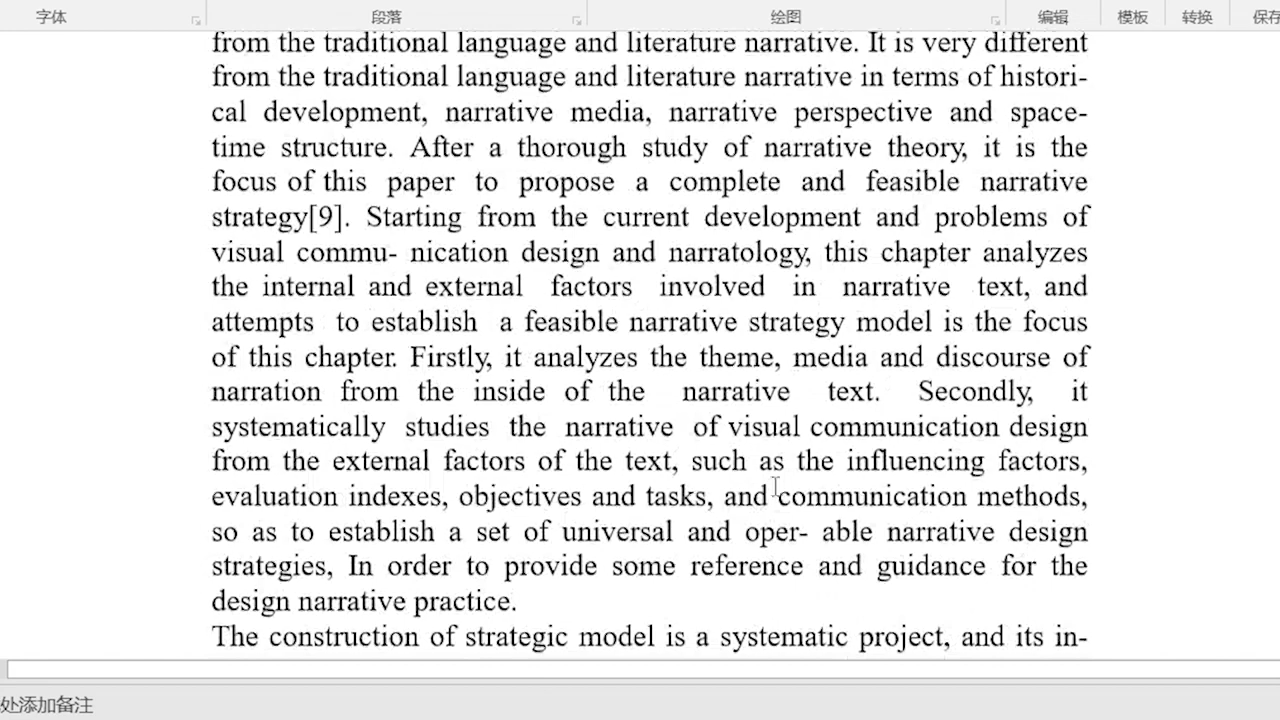 字体 段落 绘图 编辑 模板 转换 保存
from the traditional language and literature narrative. It is very different
from the traditional language and literature narrative in terms of histori-
cal development, narrative media, narrative perspective and space-
time structure. After a thorough study of narrative theory, it is the
focus of this paper to propose a complete and feasible narrative
strategy[9]. Starting from the current development and problems of
visual commu- nication design and narratology, this chapter analyzes
the internal and external factors involved in narrative text, and
attempts to establish a feasible narrative strategy model is the focus
of this chapter. Firstly, it analyzes the theme, media and discourse of
narration from the inside of the narrative text. Secondly, it
systematically studies the narrative of visual communication design
from the external factors of the text, such as the influencing factors,
evaluation indexes, objectives and tasks, and communication methods,
so as to establish a set of universal and oper- able narrative design
strategies, In order to provide some reference and guidance for the
design narrative practice.
The construction of strategic model is a systematic project, and its in-
处添加备注